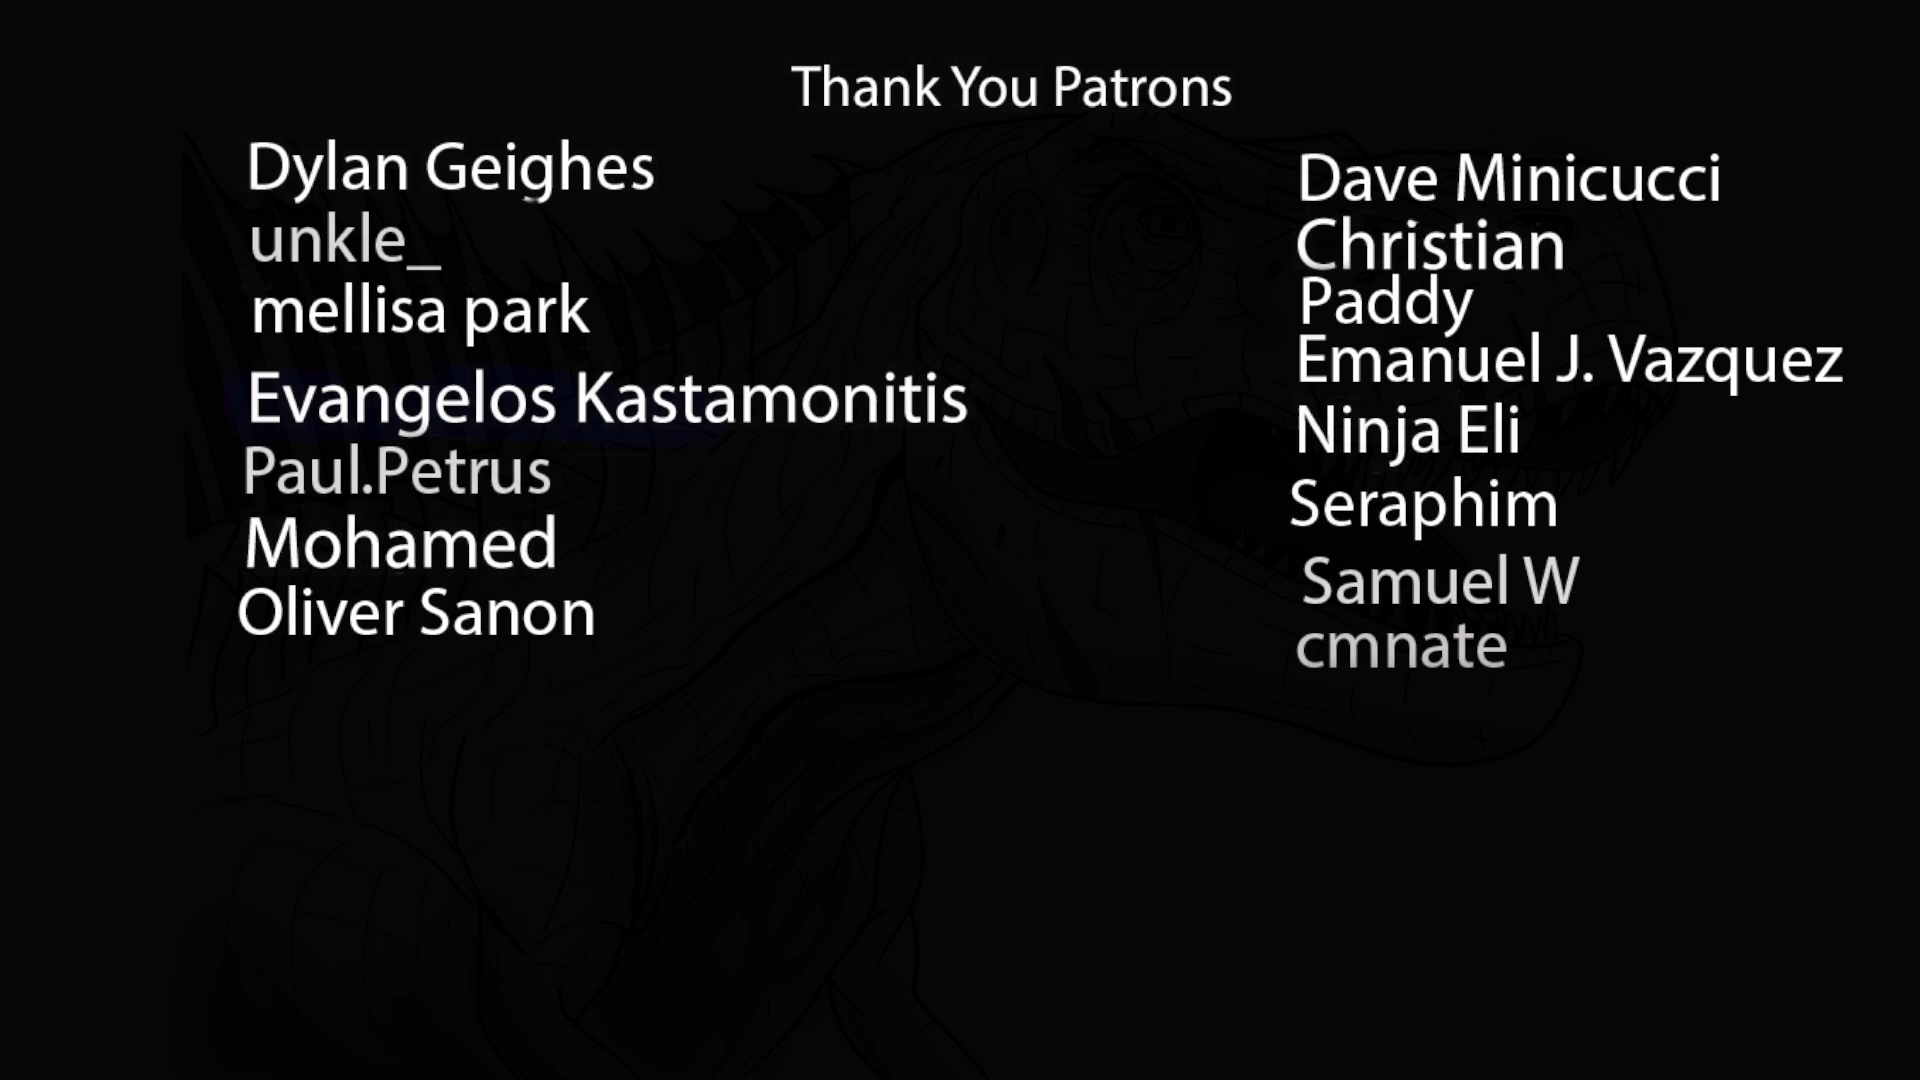 Thank You Patrons
Dylan Geighes
unkle_
mellisa park
Evangelos Kastamonitis
Paul.Petrus
Mohamed
Oliver Sanon
Dave Minicucci
Christian
Paddy
Emanuel J. Vazquez
Ninja Eli
Seraphim
Samuel W
cmnate